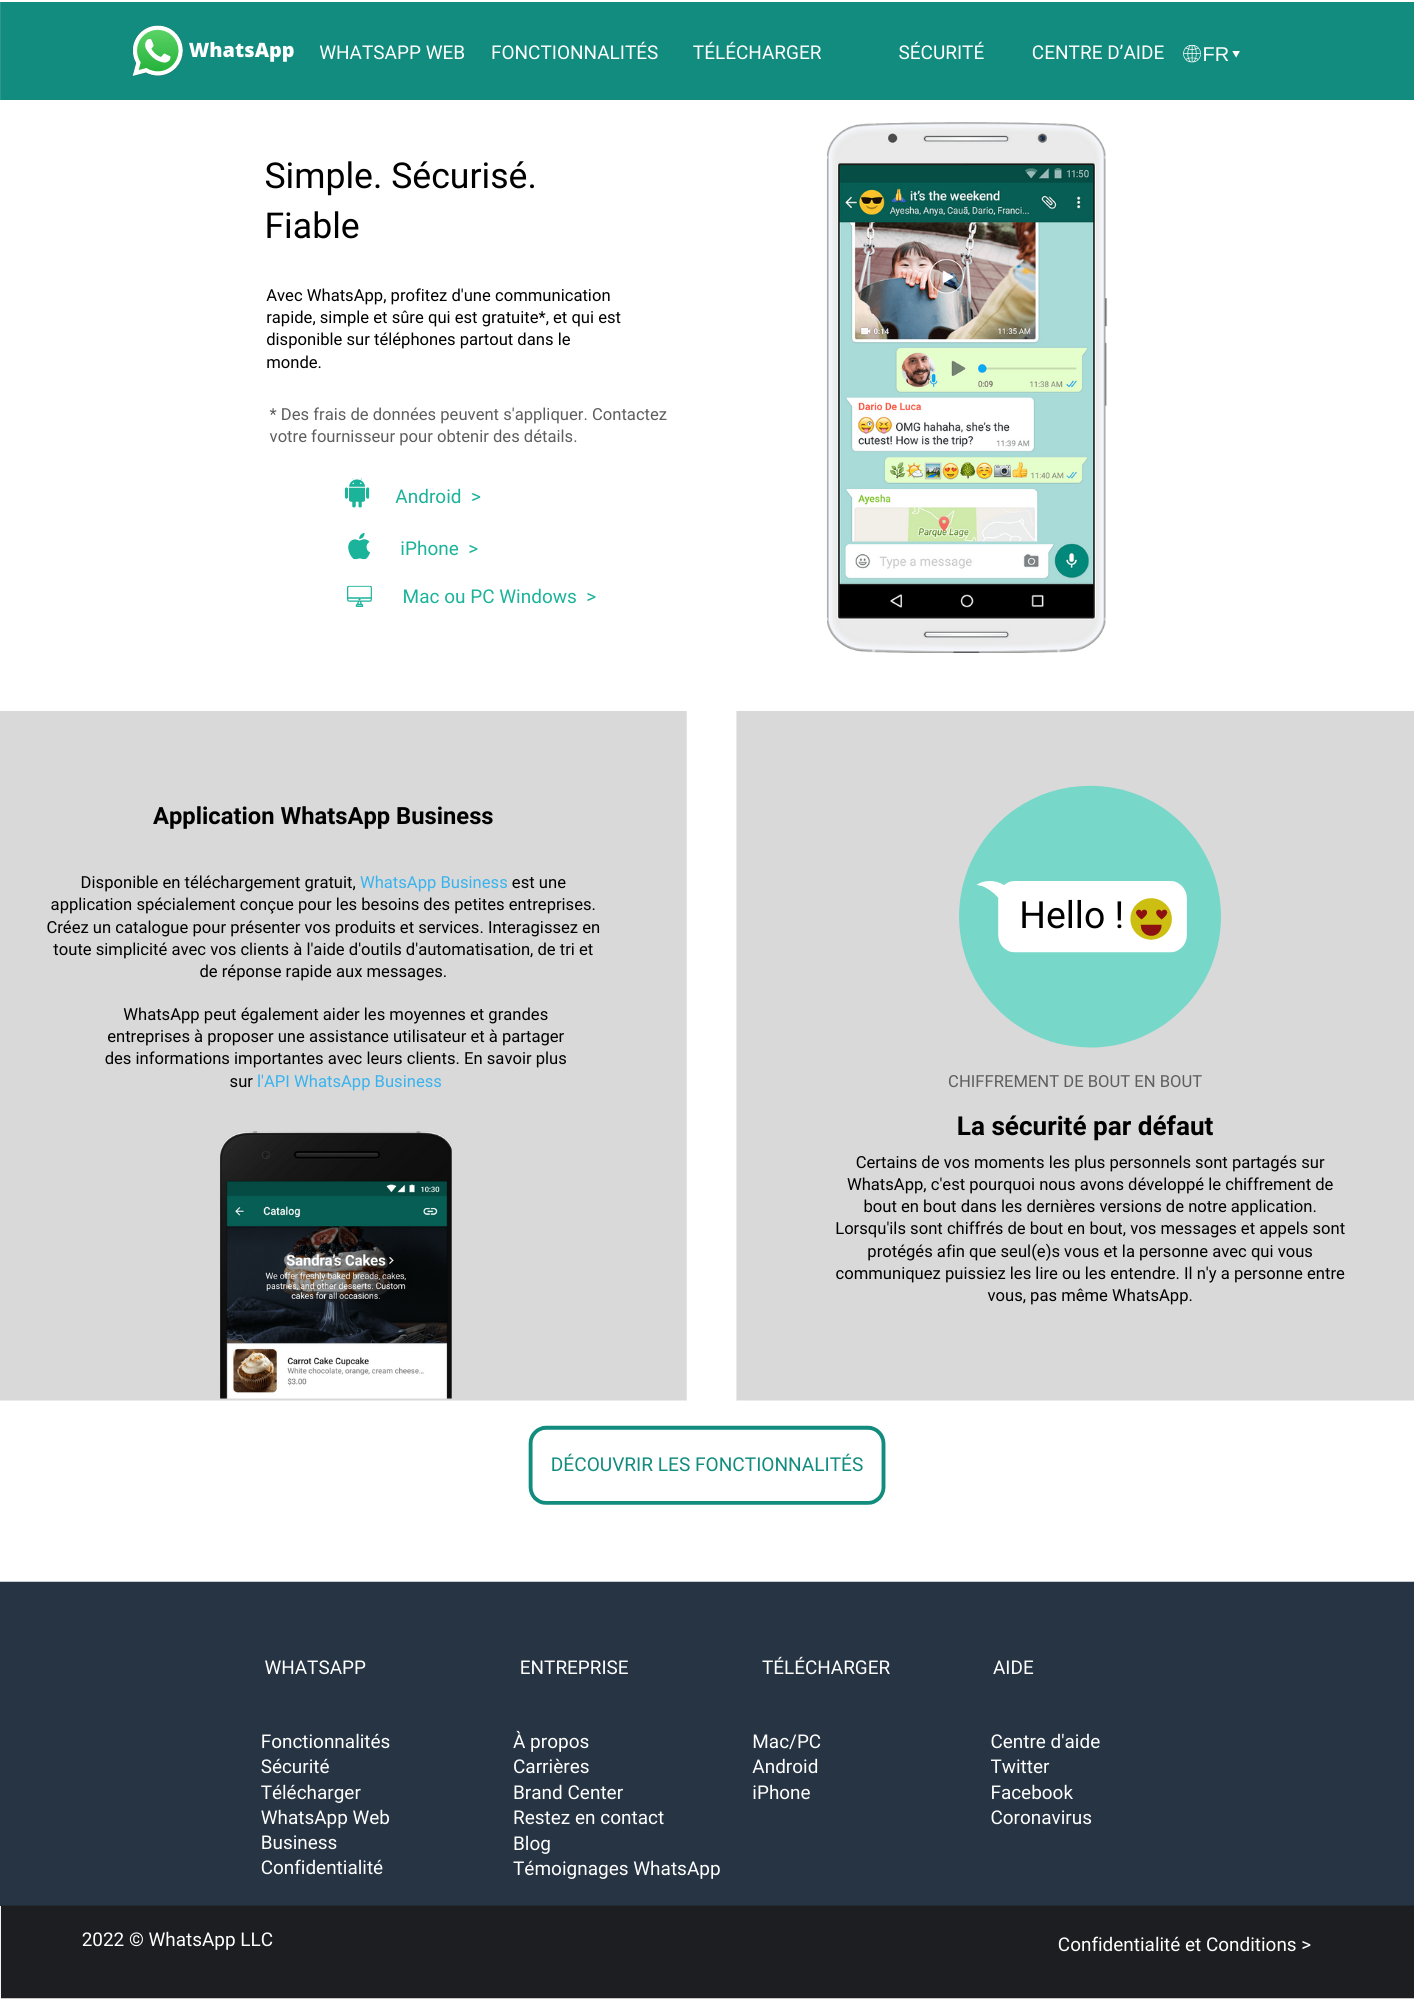 WhatsApp
WHATSAPP WEB
FONCTIONNALITÉS
TÉLÉCHARGER
SÉCURITÉ
CENTRE D’AIDE
FR
Simple. Sécurisé.
Fiable
Avec WhatsApp, profitez d'une communication
rapide, simple et sûre qui est gratuite*, et qui est
disponible sur téléphones partout dans le
monde.
* Des frais de données peuvent s'appliquer. Contactez
votre fournisseur pour obtenir des détails.
Android >
iPhone >
Mac ou PC Windows >
11:50
it's the weekend
Ayesha, Anya, Cauã, Dario, Franci...
0:14
11:35 AM
0:09
11:38 AM
Dario De Luca
OMG hahaha, she's the
cutest! How is the trip?
11:39 AM
11:40 AM
Ayesha
Parque Lage
Type a message
Application WhatsApp Business
Disponible en téléchargement gratuit, WhatsApp Business est une
application spécialement conçue pour les besoins des petites entreprises.
Créez un catalogue pour présenter vos produits et services. Interagissez en
toute simplicité avec vos clients à l'aide d'outils d'automatisation, de tri et
de réponse rapide aux messages.
WhatsApp peut également aider les moyennes et grandes
entreprises à proposer une assistance utilisateur et à partager
des informations importantes avec leurs clients. En savoir plus
sur l'API WhatsApp Business
10:30
Catalog
Sandra's Cakes >
We offer freshly baked breads, cakes,
pastries, and other desserts. Custom
cakes for all occasions.
Carrot Cake Cupcake
White chocolate, orange, cream cheese...
$3.00
Hello !
CHIFFREMENT DE BOUT EN BOUT
La sécurité par défaut
Certains de vos moments les plus personnels sont partagés sur
WhatsApp, c'est pourquoi nous avons développé le chiffrement de
bout en bout dans les dernières versions de notre application.
Lorsqu'ils sont chiffrés de bout en bout, vos messages et appels sont
protégés afin que seul(e)s vous et la personne avec qui vous
communiquez puissiez les lire ou les entendre. Il n'y a personne entre
vous, pas même WhatsApp.
DÉCOUVRIR LES FONCTIONNALITÉS
WHATSAPP
Fonctionnalités
Sécurité
Télécharger
WhatsApp Web
Business
Confidentialité
ENTREPRISE
À propos
Carrières
Brand Center
Restez en contact
Blog
Témoignages WhatsApp
TÉLÉCHARGER
Mac/PC
Android
iPhone
AIDE
Centre d'aide
Twitter
Facebook
Coronavirus
2022 © WhatsApp LLC
Confidentialité et Conditions >